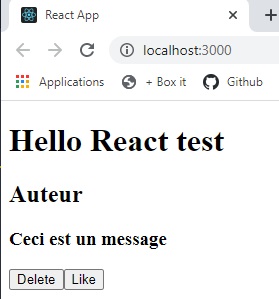 React App
localhost:3000
Applications + Box it Github
Hello React test
Auteur
Ceci est un message
Delete Like